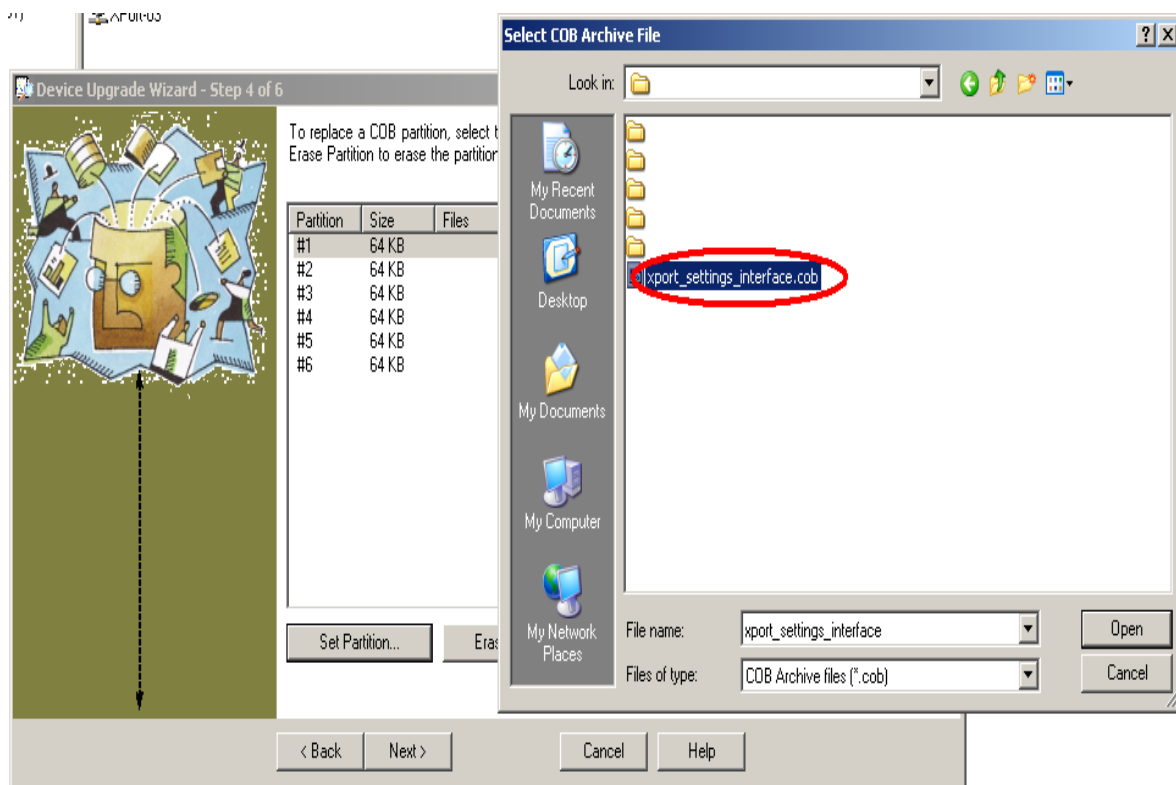 XPort-03
Device Upgrade Wizard - Step 4 of 6
To replace a COB partition, select t
Erase Partition to erase the partition
Partition Size Files
#1 64 KB
#2 64 KB
#3 64 KB
#4 64 KB
#5 64 KB
#6 64 KB
Set Partition...
Eras
< Back
Next >
Cancel
Help
Select COB Archive File
Look in:
My Recent
Documents
Desktop
My Documents
My Computer
My Network
Places
xport_settings_interface.cob
File name:
xport_settings_interface
Open
Files of type:
COB Archive files (*.cob)
Cancel